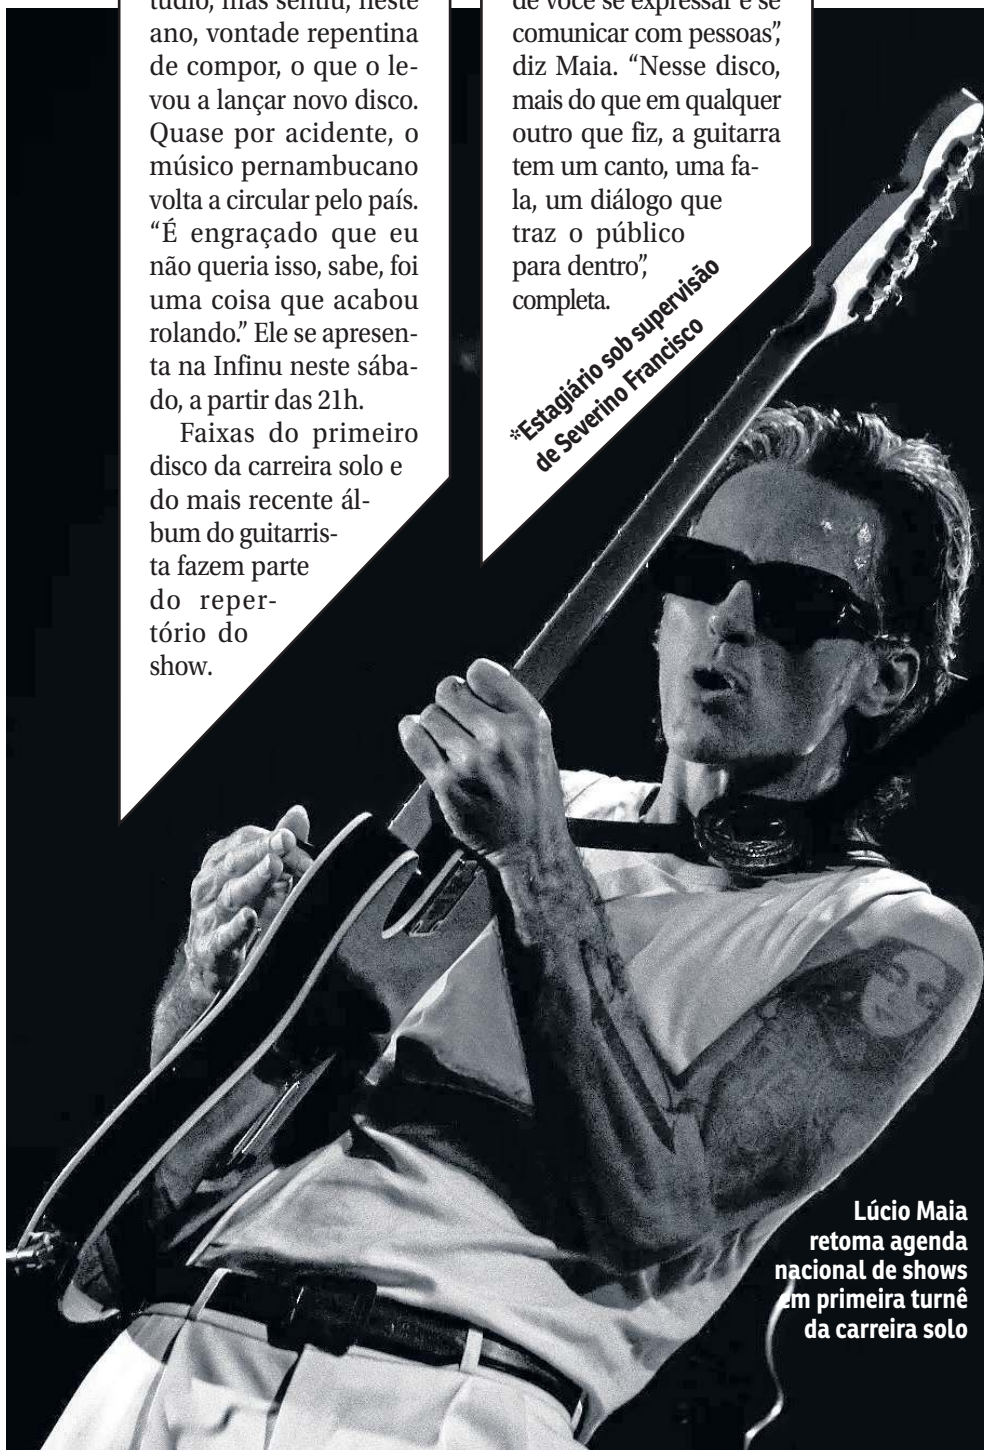 túdio, mas sentiu, neste
ano, vontade repentina
de compor, o que o le-
vou a lançar novo disco.
Quase por acidente, o
músico pernambucano
volta a circular pelo país.
“É engraçado que eu
não queria isso, sabe, foi
uma coisa que acabou
rolando.” Ele se apresen-
ta na Infinu neste sába-
do, a partir das 21h.
Faixas do primeiro
disco da carreira solo e
do mais recente ál-
bum do guitarris-
ta fazem parte
do reper-
tório do
show.
de você se expressar e se
comunicar com pessoas”,
diz Maia. “Nesse disco,
mais do que em qualquer
outro que fiz, a guitarra
tem um canto, uma fa-
la, um diálogo que
traz o público
para dentro”,
completa.
*Estagiário sob supervisão
de Severino Francisco
Lúcio Maia
retoma agenda
nacional de shows
em primeira turnê
da carreira solo